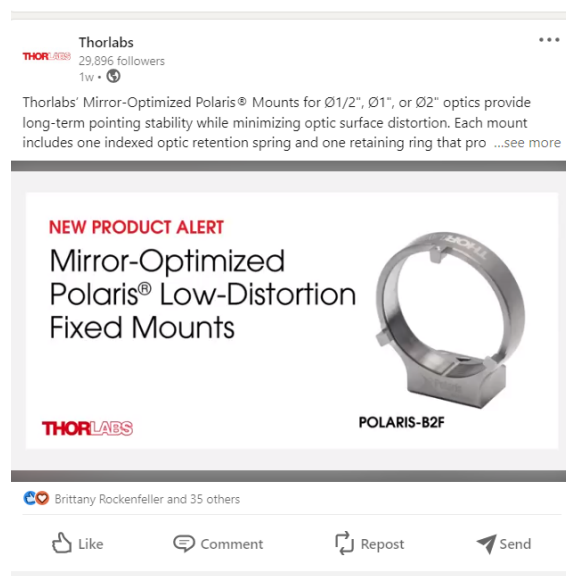 Thorlabs
THORLABS
29,896 followers
1w •
Thorlabs' Mirror-Optimized Polaris® Mounts for Ø1/2", Ø1", or Ø2" optics provide
long-term pointing stability while minimizing optic surface distortion. Each mount
includes one indexed optic retention spring and one retaining ring that pro ...see more
NEW PRODUCT ALERT
Mirror-Optimized
Polaris® Low-Distortion
Fixed Mounts
THOR
Polaris
THORLABS
POLARIS-B2F
Brittany Rockenfeller and 35 others
Like
Comment
Repost
Send